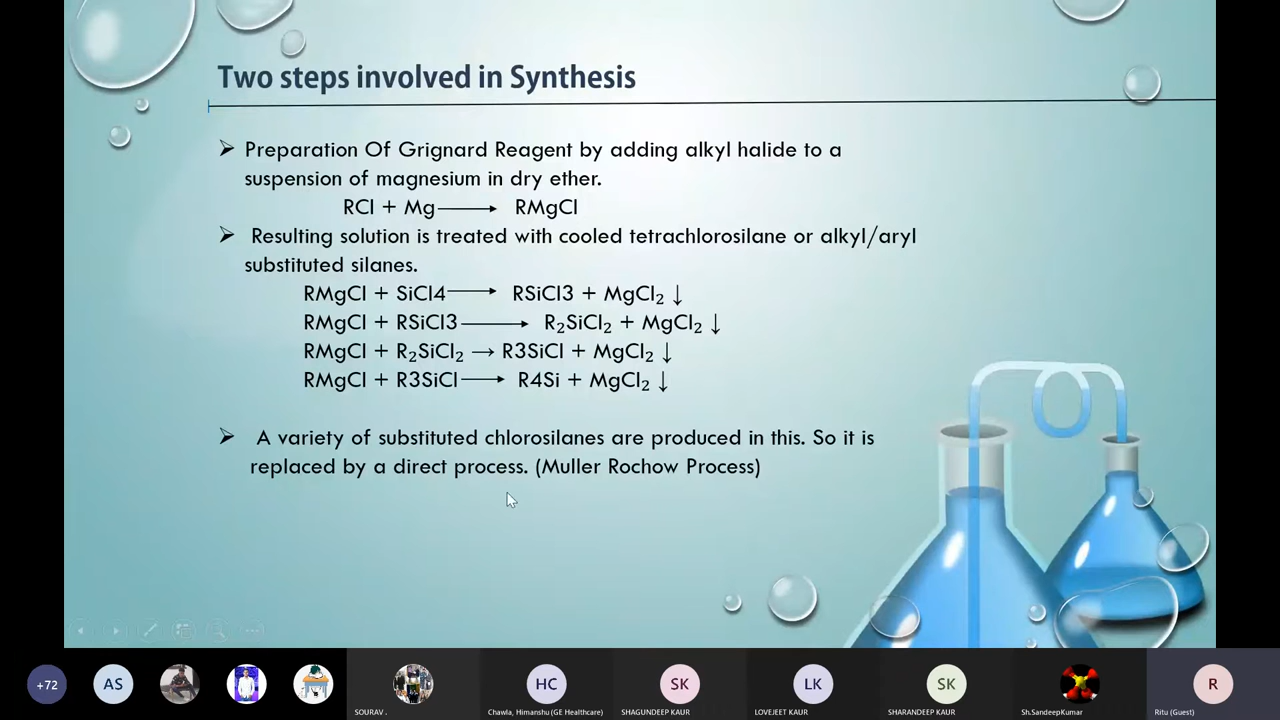 Two steps involved in Synthesis
➢ Preparation Of Grignard Reagent by adding alkyl halide to a
suspension of magnesium in dry ether.
RCl + Mg⟶ RMgCl
➢ Resulting solution is treated with cooled tetrachlorosilane or alkyl/aryl
substituted silanes.
RMgCl + SiCl4⟶ RSiCl3 + MgCl₂ ↓
RMgCl + RSiCl3⟶ R₂SiCl₂ + MgCl₂ ↓
RMgCl + R₂SiCl₂ → R3SiCl + MgCl₂ ↓
RMgCl + R3SiCl⟶ R4Si + MgCl₂ ↓
➢ A variety of substituted chlorosilanes are produced in this. So it is
replaced by a direct process. (Muller Rochow Process)
+72 AS HC SK LK SK R
SOURAV . Chawla, Himanshu (GE Healthcare) SHAGUNDEEP KAUR LOVEJEET KAUR SHARANDEEP KAUR Sh.SandeepKumar Ritu (Guest)